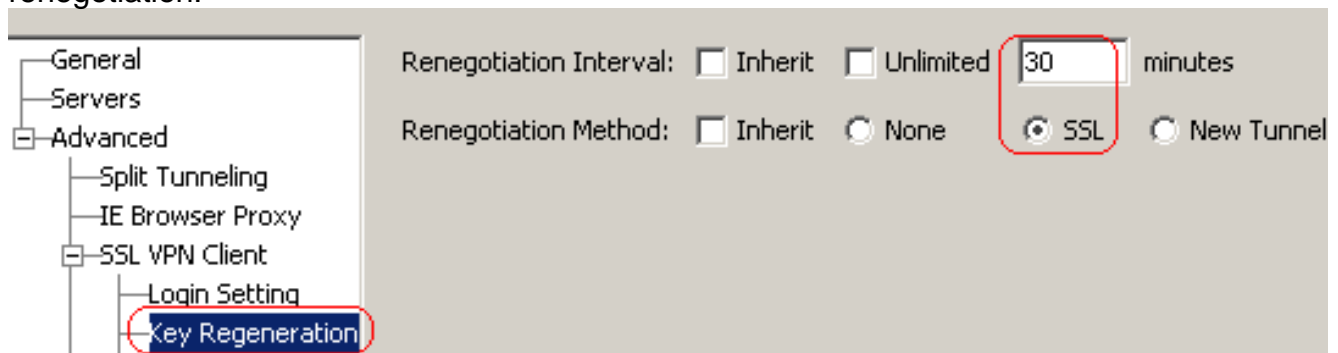 renegotiation.
General
Servers
Advanced
Split Tunneling
IE Browser Proxy
SSL VPN Client
Login Setting
Key Regeneration
Renegotiation Interval: Inherit Unlimited 30 minutes
Renegotiation Method: Inherit None SSL New Tunnel